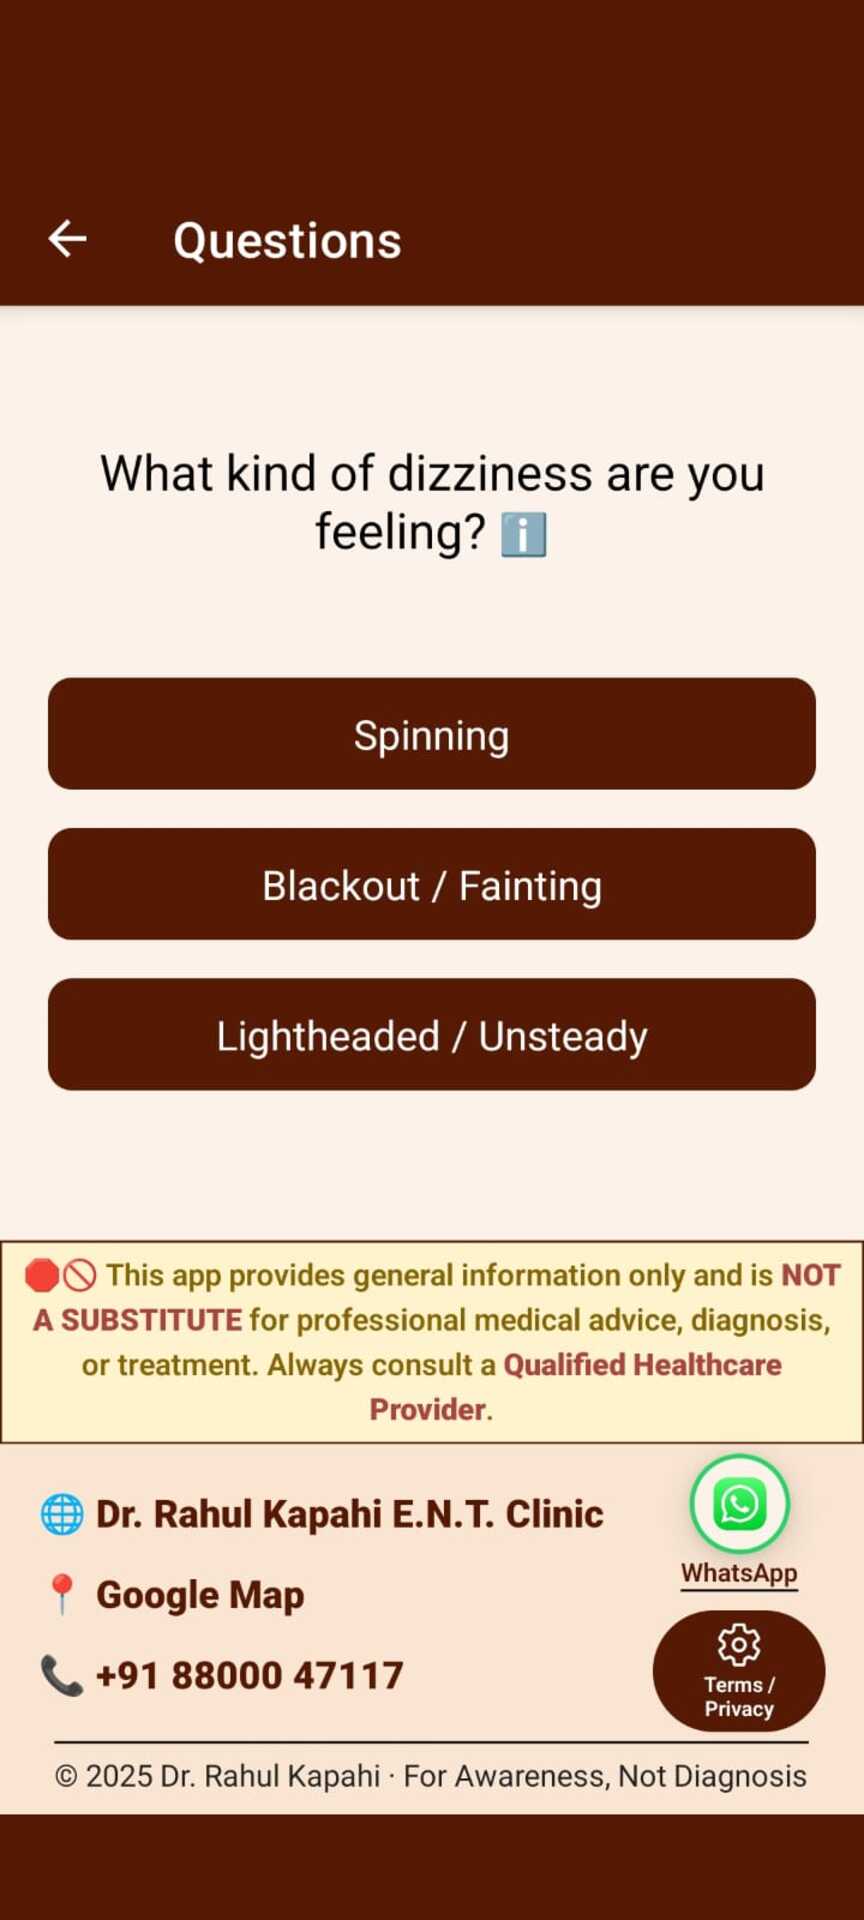 Questions
What kind of dizziness are you
feeling? ℹ️
Spinning
Blackout / Fainting
Lightheaded / Unsteady
🛑🚫 This app provides general information only and is NOT
A SUBSTITUTE for professional medical advice, diagnosis,
or treatment. Always consult a Qualified Healthcare
Provider.
🌐 Dr. Rahul Kapahi E.N.T. Clinic
📍 Google Map
📞 +91 88000 47117
WhatsApp
Terms /
Privacy
© 2025 Dr. Rahul Kapahi · For Awareness, Not Diagnosis